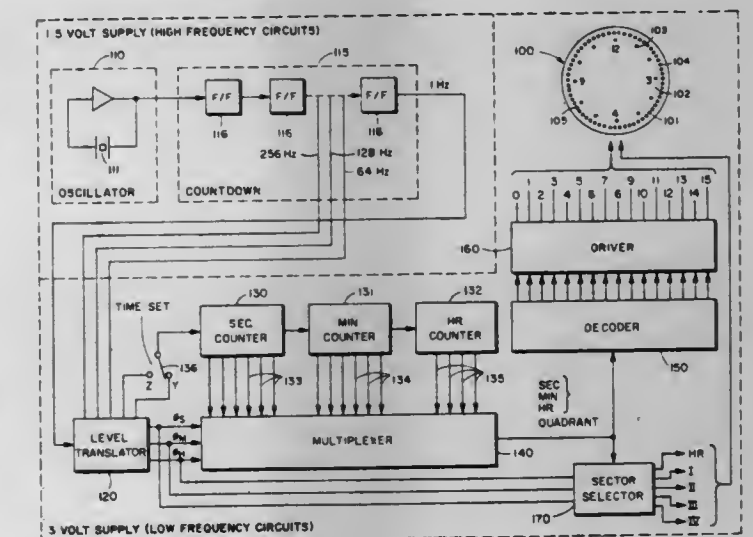 1.5 VOLT SUPPLY (HIGH FREQUENCY CIRCUITS)
110
115
1 Hz
F/F
F/F
F/F
116
116
116
111
256 Hz
128 Hz
64 Hz
OSCILLATOR
COUNTDOWN
100
103
104
102
101
105
12
3
4
9
0 1 2 3 4 5 6 7 8 9 10 11 12 13 14 15
160
DRIVER
DECODER
150
TIME SET
136
Z
Y
130
131
132
SEC COUNTER
MIN COUNTER
HR COUNTER
133
134
135
LEVEL TRANSLATOR
120
ϕS
ϕM
ϕH
MULTIPLEXER
140
SEC
MIN
HR
QUADRANT
SECTOR SELECTOR
170
HR
I
II
III
IV
3 VOLT SUPPLY (LOW FREQUENCY CIRCUITS)